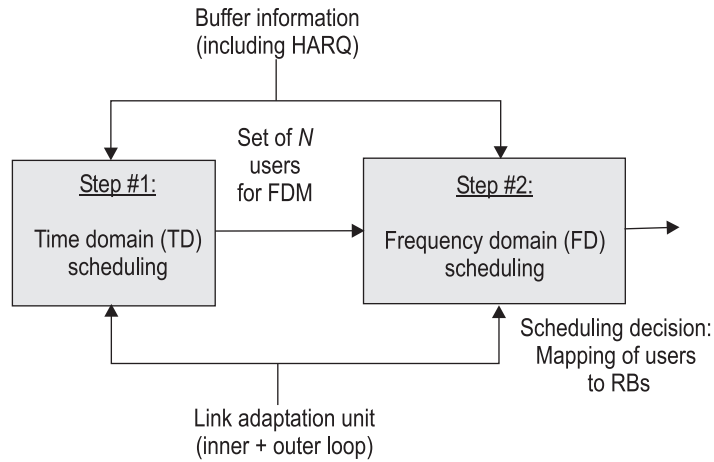 Buffer information
(including HARQ)
Set of N
users
for FDM
Step #1:
Time domain (TD)
scheduling
Step #2:
Frequency domain (FD)
scheduling
Scheduling decision:
Mapping of users
to RBs
Link adaptation unit
(inner + outer loop)